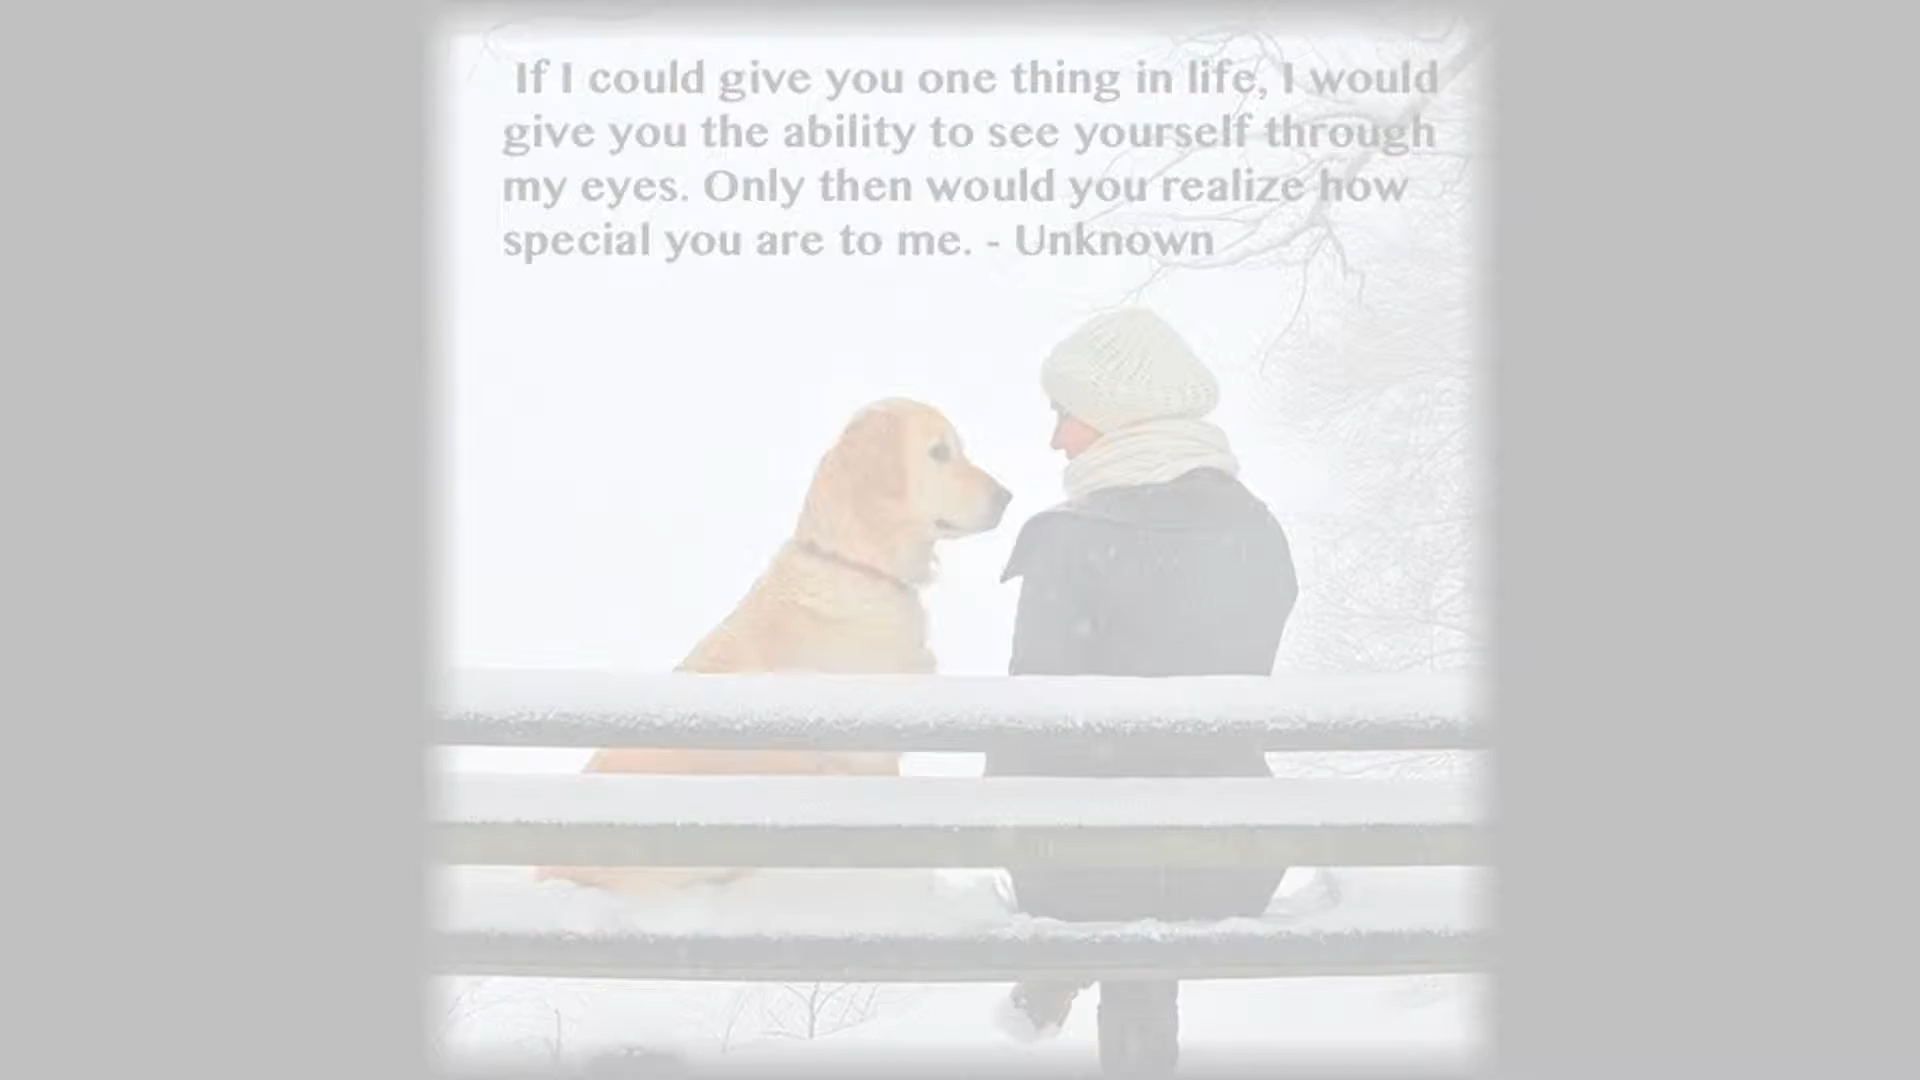 If I could give you one thing in life, I would
give you the ability to see yourself through
my eyes. Only then would you realize how
special you are to me. - Unknown